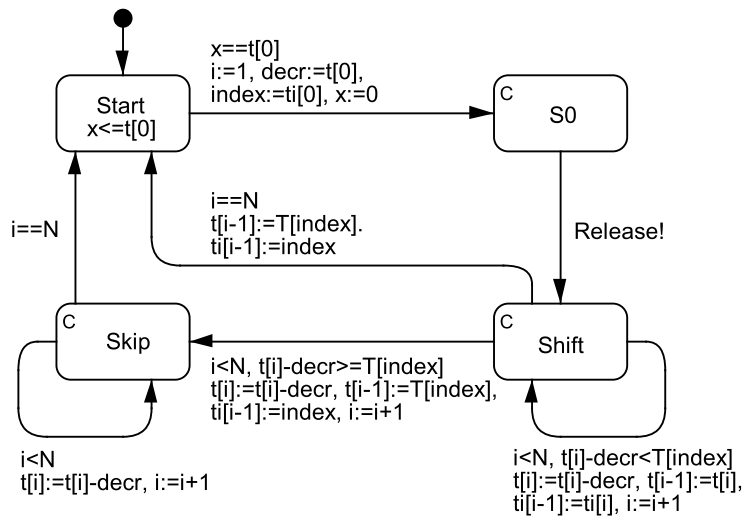 x==t[0]
i:=1, decr:=t[0],
index:=ti[0], x:=0
Start
x<=t[0]
C
S0
i==N
t[i-1]:=T[index].
ti[i-1]:=index
i==N
Release!
C
Skip
C
Shift
i<N, t[i]-decr>=T[index]
t[i]:=t[i]-decr, t[i-1]:=T[index],
ti[i-1]:=index, i:=i+1
i<N
t[i]:=t[i]-decr, i:=i+1
i<N, t[i]-decr<T[index]
t[i]:=t[i]-decr, t[i-1]:=t[i],
ti[i-1]:=ti[i], i:=i+1